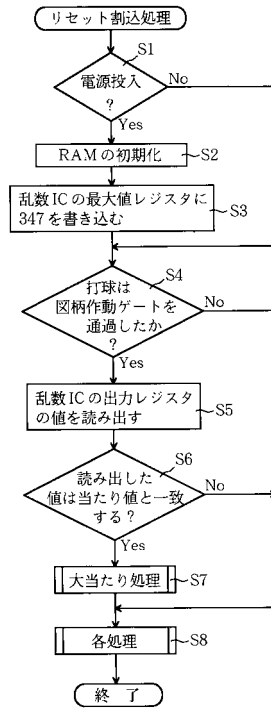 リセット割込処理
S1
電源投入
?
No
Yes
RAMの初期化
S2
乱数ICの最大値レジスタに
347を書き込む
S3
S4
打球は
図柄作動ゲートを
通過したか
?
No
Yes
乱数ICの出力レジスタ
の値を読み出す
S5
S6
読み出した
値は当たり値と一致
する?
No
Yes
大当たり処理
S7
各処理
S8
終 了